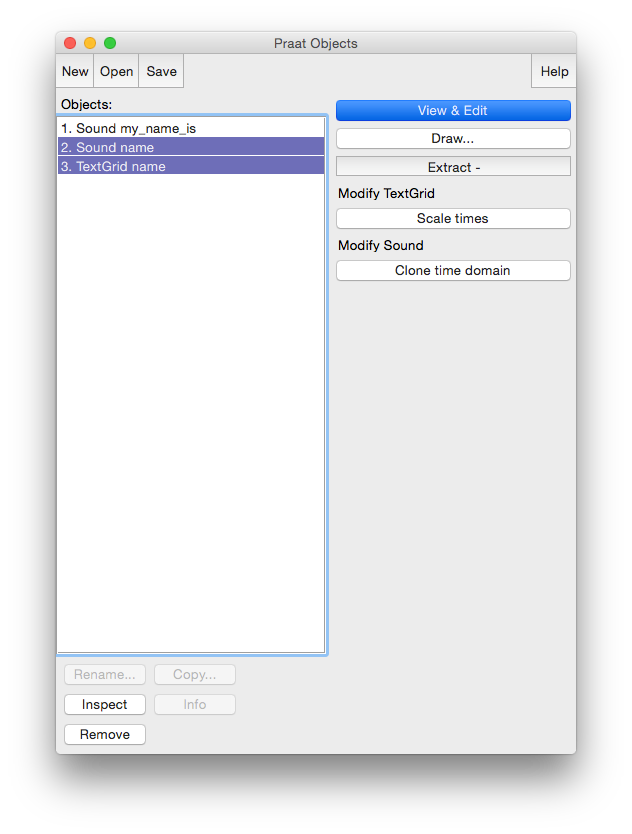 Praat Objects
New Open Save Help
Objects:
1. Sound my_name_is
2. Sound name
3. TextGrid name
View & Edit
Draw...
Extract -
Modify TextGrid
Scale times
Modify Sound
Clone time domain
Rename... Copy...
Inspect Info
Remove